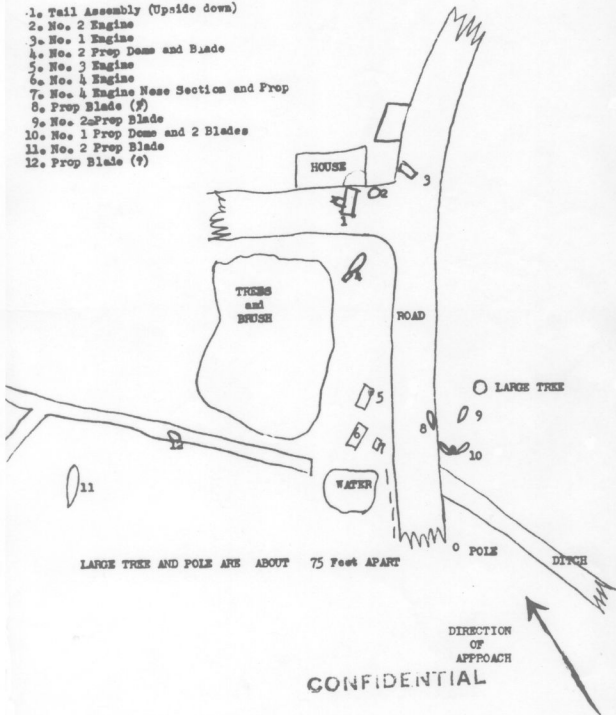 1. Tail Assembly (Upside down)
2. No. 2 Engine
3. No. 1 Engine
4. No. 2 Prop Dome and Blade
5. No. 3 Engine
6. No. 4 Engine
7. No. 4 Engine Nose Section and Prop
8. Prop Blade (?)
9. No. 2 Prop Blade
10. No. 1 Prop Dome and 2 Blades
11. No. 2 Prop Blade
12. Prop Blade (?)
HOUSE
3
2
1
4
TREES
and
BRUSH
ROAD
5
LARGE TREE
6
7
8
9
10
12
11
WATER
POLE
LARGE TREE AND POLE ARE ABOUT 75 Feet APART
DITCH
DIRECTION
OF
APPROACH
CONFIDENTIAL